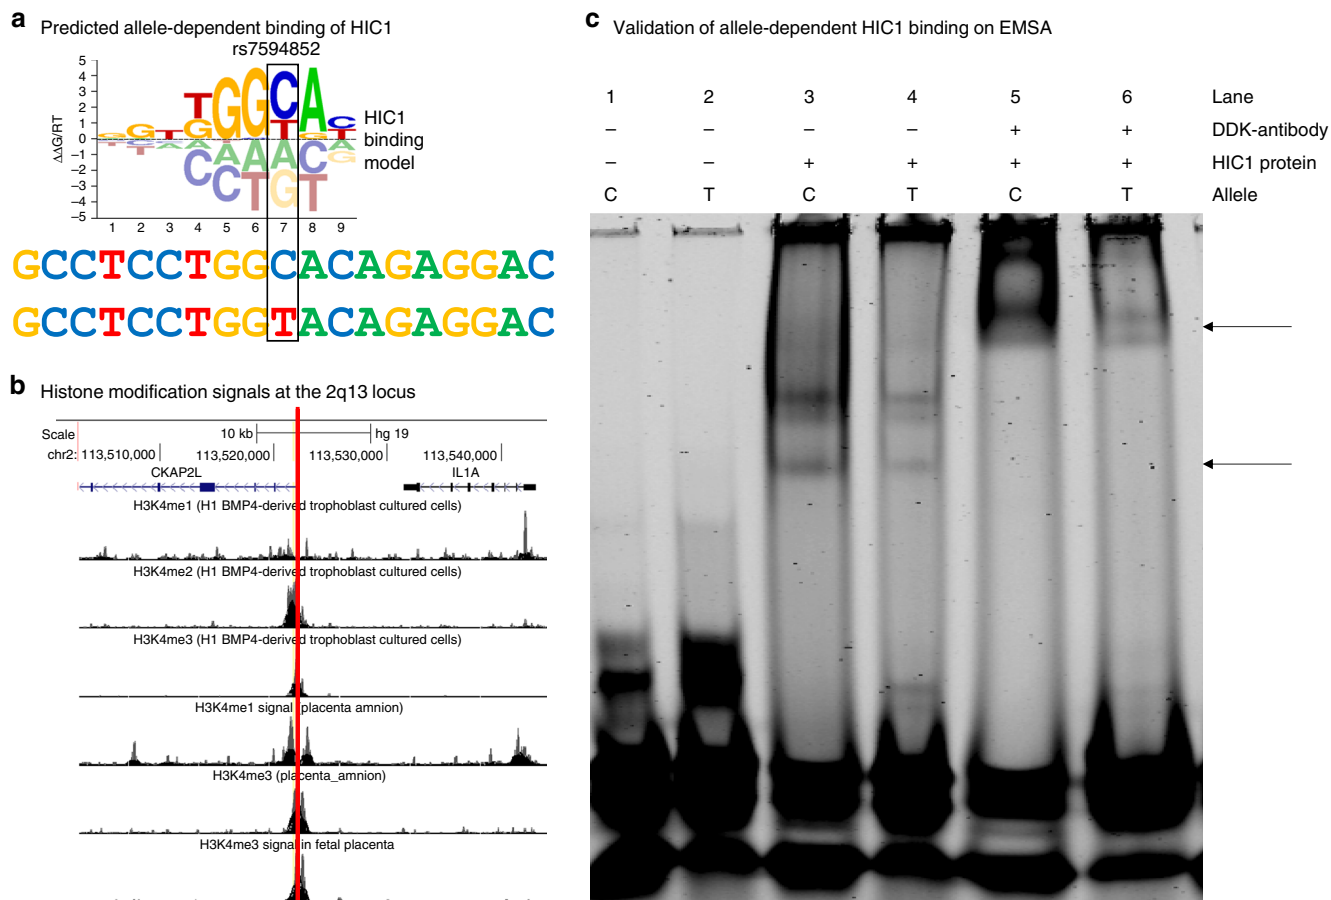 a Predicted allele-dependent binding of HIC1
rs7594852
ΔΔG/RT
5
4
3
2
1
0
−1
−2
−3
−4
−5
1 2 3 4 5 6 7 8 9
HIC1
binding
model
GCCTCCTGGCACAGAGGAC
GCCTCCTGGTACAGAGGAC
b Histone modification signals at the 2q13 locus
Scale 10 kb hg 19
chr2: 113,510,000 113,520,000 113,530,000 113,540,000
CKAP2L IL1A
H3K4me1 (H1 BMP4-derived trophoblast cultured cells)
H3K4me2 (H1 BMP4-derived trophoblast cultured cells)
H3K4me3 (H1 BMP4-derived trophoblast cultured cells)
H3K4me1 signal (placenta amnion)
H3K4me3 (placenta_amnion)
H3K4me3 signal in fetal placenta
c Validation of allele-dependent HIC1 binding on EMSA
1 2 3 4 5 6 Lane
− − − − + + DDK-antibody
− − + + + + HIC1 protein
C T C T C T Allele